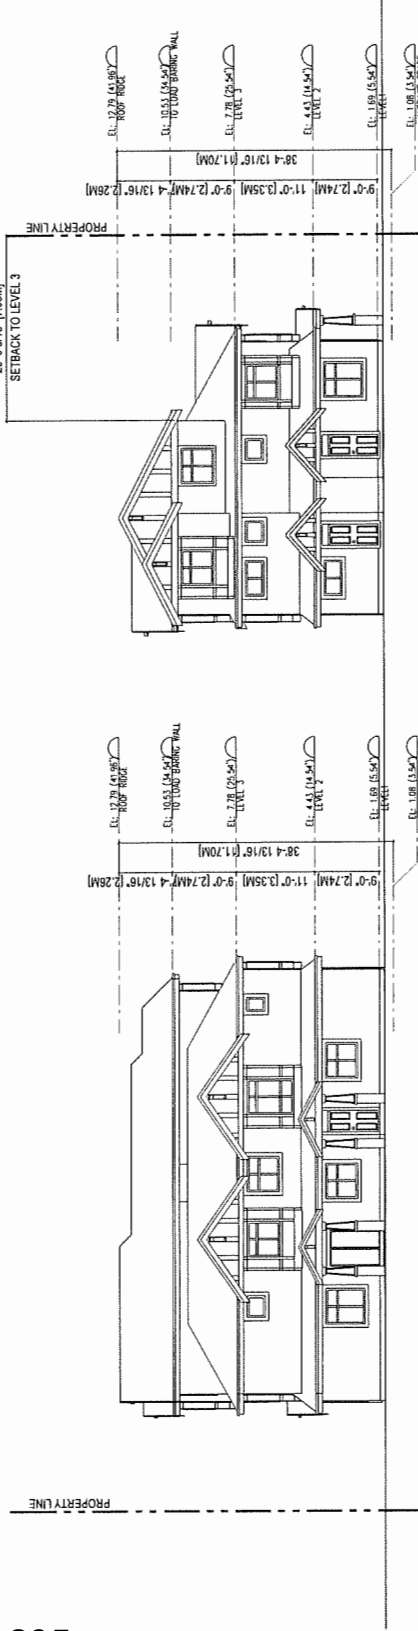 SETBACK TO LEVEL 3
PROPERTY LINE
EL: 12.79 (41.96')
ROOF RIDGE
EL: 10.53 (34.54')
TO LOAD BARING WALL
EL: 7.78 (25.54')
LEVEL 3
EL: 4.43 (14.54')
LEVEL 2
EL: 1.69 (5.54')
LEVEL1
EL: 1.08 (3.54')
38'-4 13/16" [11.70M]
9'-0" [2.74M]
11'-0" [3.35M]
9'-0" [2.74M]
4 13/16" [2.26M]
EL: 12.79 (41.96')
ROOF RIDGE
EL: 10.53 (34.54')
TO LOAD BARING WALL
EL: 7.78 (25.54')
LEVEL 3
EL: 4.43 (14.54')
LEVEL 2
EL: 1.69 (5.54')
LEVEL1
EL: 1.08 (3.54')
38'-4 13/16" [11.70M]
9'-0" [2.74M]
11'-0" [3.35M]
9'-0" [2.74M]
4 13/16" [2.26M]
PROPERTY LINE